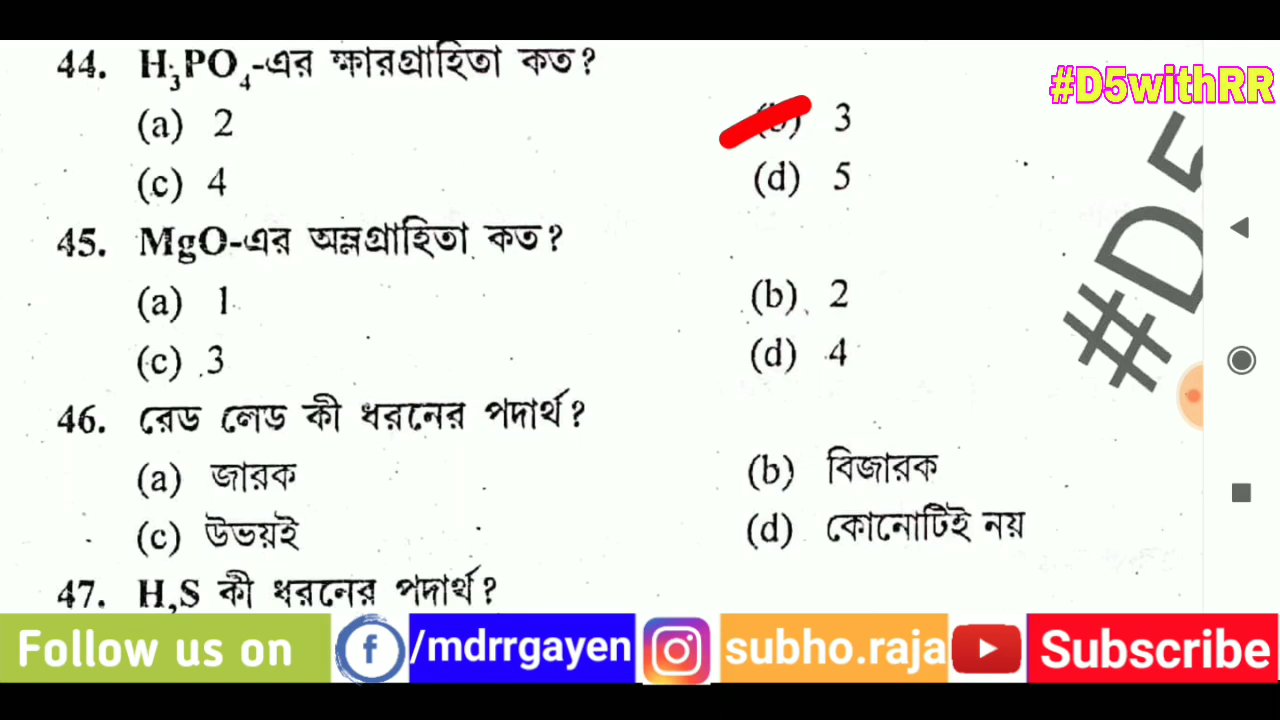 44. H₃PO₄-এর ক্ষারগ্রাহিতা কত?
#D5withRR
(a) 2 (b) 3
(c) 4 (d) 5
#D5
45. MgO-এর অম্লগ্রাহিতা কত?
(a) 1 (b) 2
(c) 3 (d) 4
46. রেড লেড কী ধরনের পদার্থ?
(a) জারক (b) বিজারক
(c) উভয়ই (d) কোনোটিই নয়
47. H₂S কী ধরনের পদার্থ?
Follow us on f /mdrrgayen subho.raja Subscribe